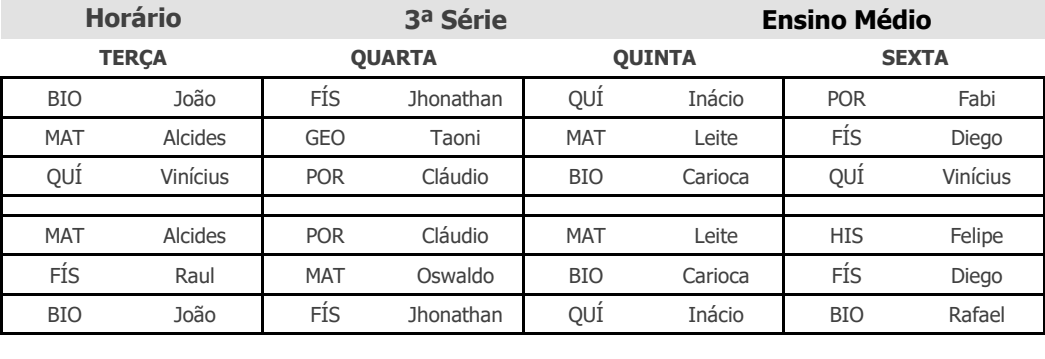 Horário 3ª Série Ensino Médio
TERÇA QUARTA QUINTA SEXTA
BIO João FÍS Jhonathan QUÍ Inácio POR Fabi
MAT Alcides GEO Taoni MAT Leite FÍS Diego
QUÍ Vinícius POR Cláudio BIO Carioca QUÍ Vinícius
MAT Alcides POR Cláudio MAT Leite HIS Felipe
FÍS Raul MAT Oswaldo BIO Carioca FÍS Diego
BIO João FÍS Jhonathan QUÍ Inácio BIO Rafael